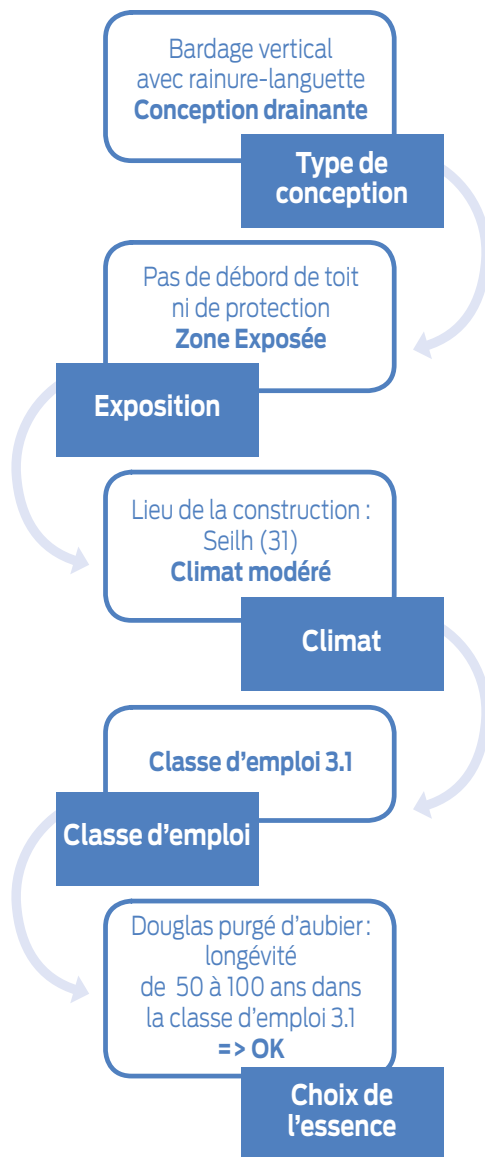 Bardage vertical
avec rainure-languette
Conception drainante
Type de
conception
Pas de débord de toit
ni de protection
Zone Exposée
Exposition
Lieu de la construction :
Seilh (31)
Climat modéré
Climat
Classe d'emploi 3.1
Classe d'emploi
Douglas purgé d'aubier :
longévité
de 50 à 100 ans dans
la classe d'emploi 3.1
=> OK
Choix de
l'essence